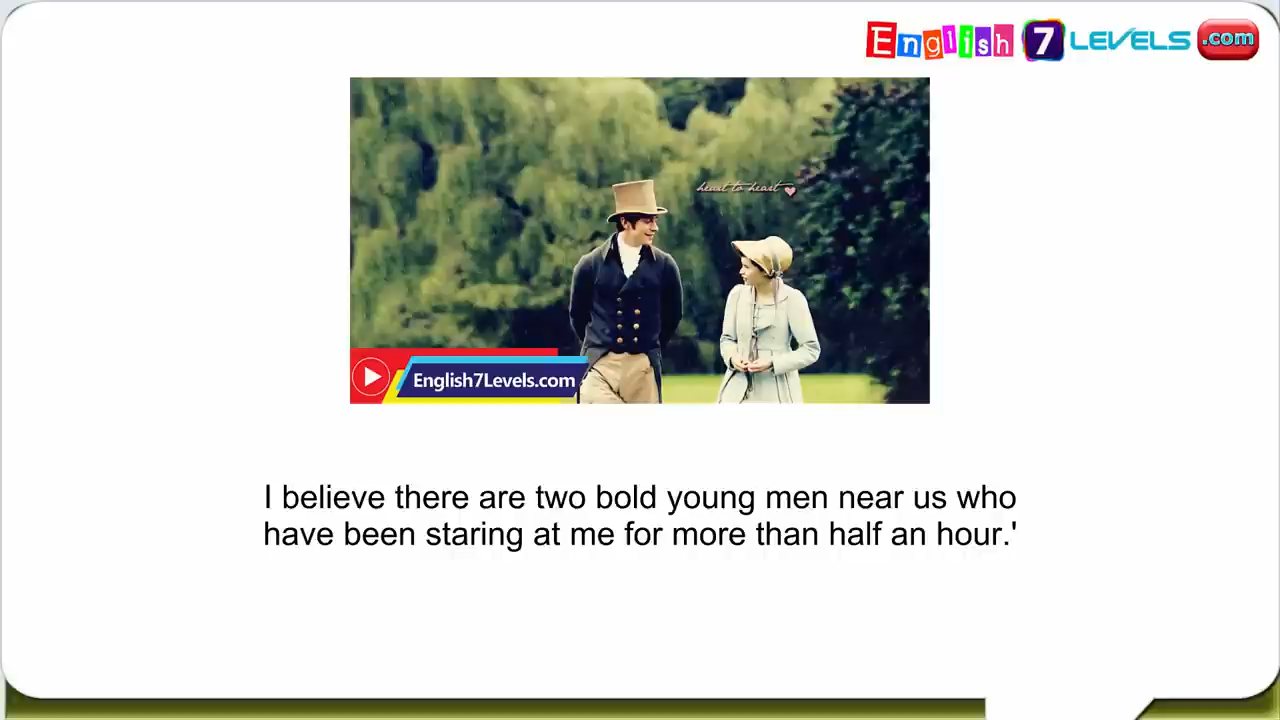 English 7 LEVELS .com
heart to heart
English7Levels.com
I believe there are two bold young men near us who
have been staring at me for more than half an hour.'